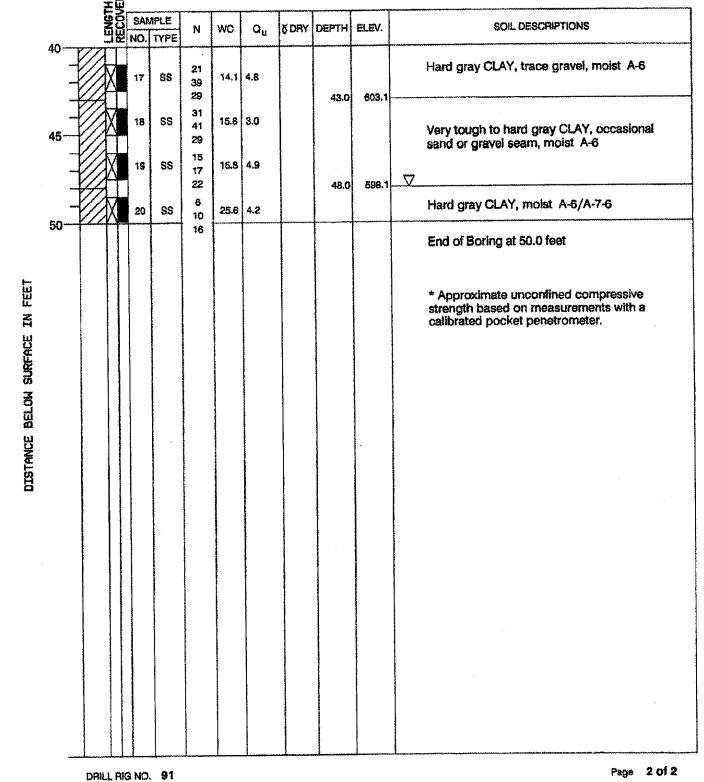 LENGTH
RECOVE
SAMPLE
NO. TYPE
N
WC
Qu
ɣ DRY
DEPTH
ELEV.
SOIL DESCRIPTIONS
40
17 SS 21 14.1 4.6
39
29
Hard gray CLAY, trace gravel, moist A-6
43.0 603.1
18 SS 31 15.6 3.0
41
29
45
Very tough to hard gray CLAY, occasional
sand or gravel seam, moist A-6
19 SS 15 15.8 4.9
17
22
48.0 598.1
20 SS 6 25.6 4.2
10
16
Hard gray CLAY, moist A-6/A-7-6
50
End of Boring at 50.0 feet
* Approximate unconfined compressive
strength based on measurements with a
calibrated pocket penetrometer.
DISTANCE BELOW SURFACE IN FEET
DRILL RIG NO. 91
Page 2 of 2